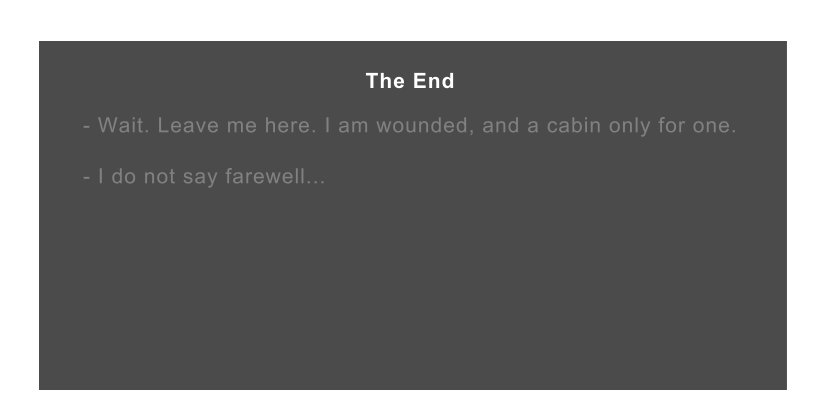 The End
- Wait. Leave me here. I am wounded, and a cabin only for one.
- I do not say farewell...